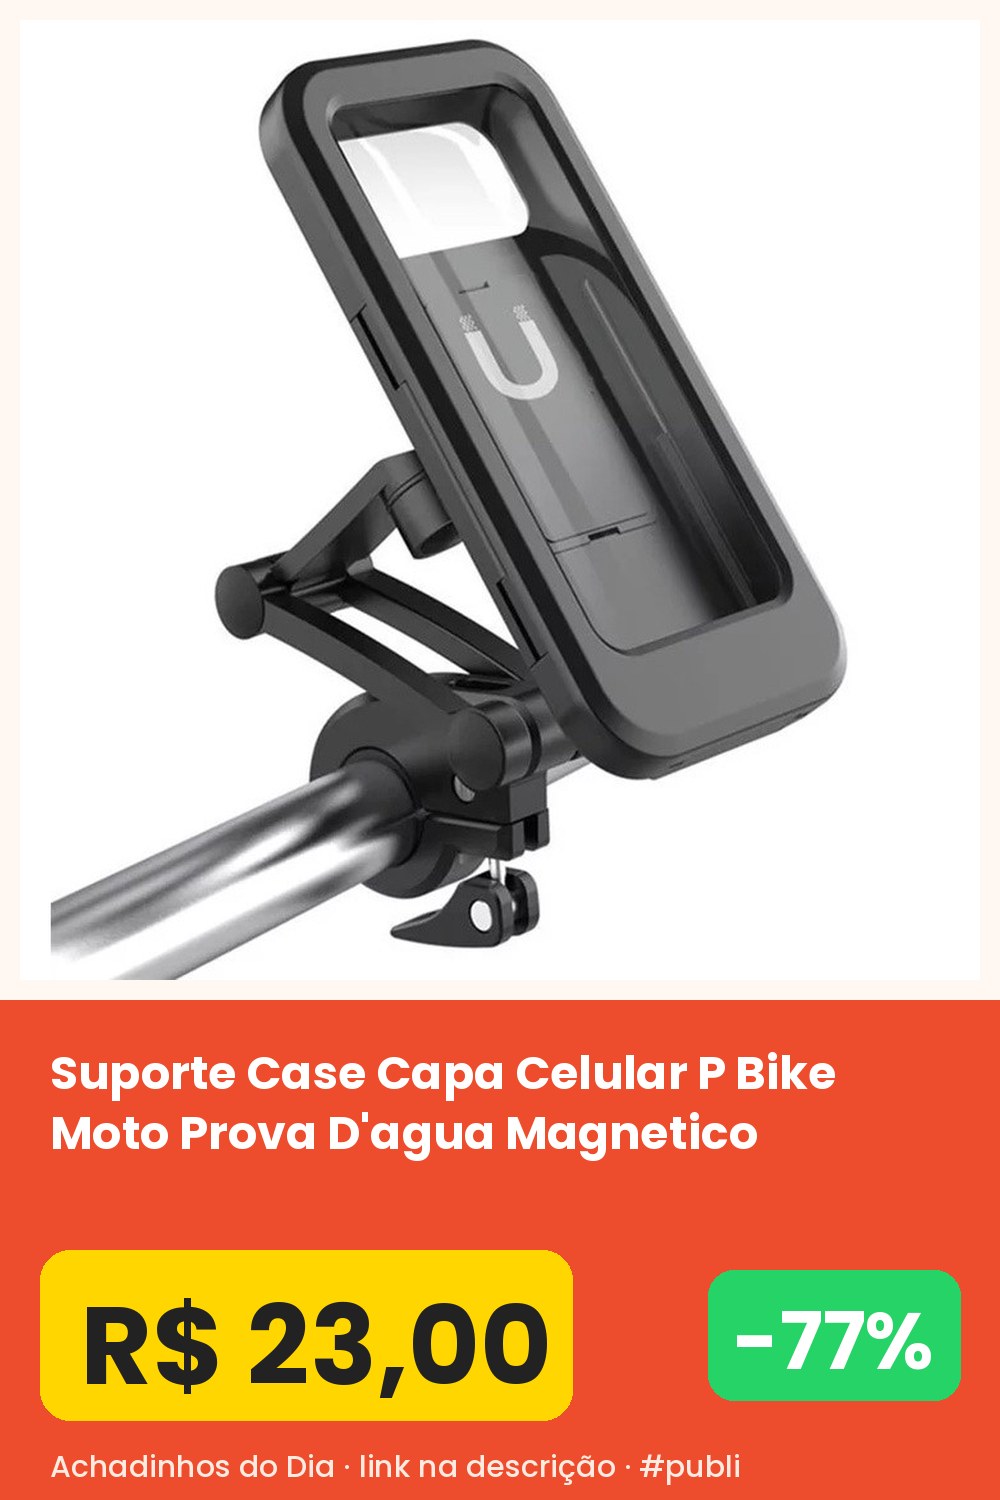 Suporte Case Capa Celular P Bike
Moto Prova D'agua Magnetico
R$ 23,00
-77%
Achadinhos do Dia · link na descrição · #publi